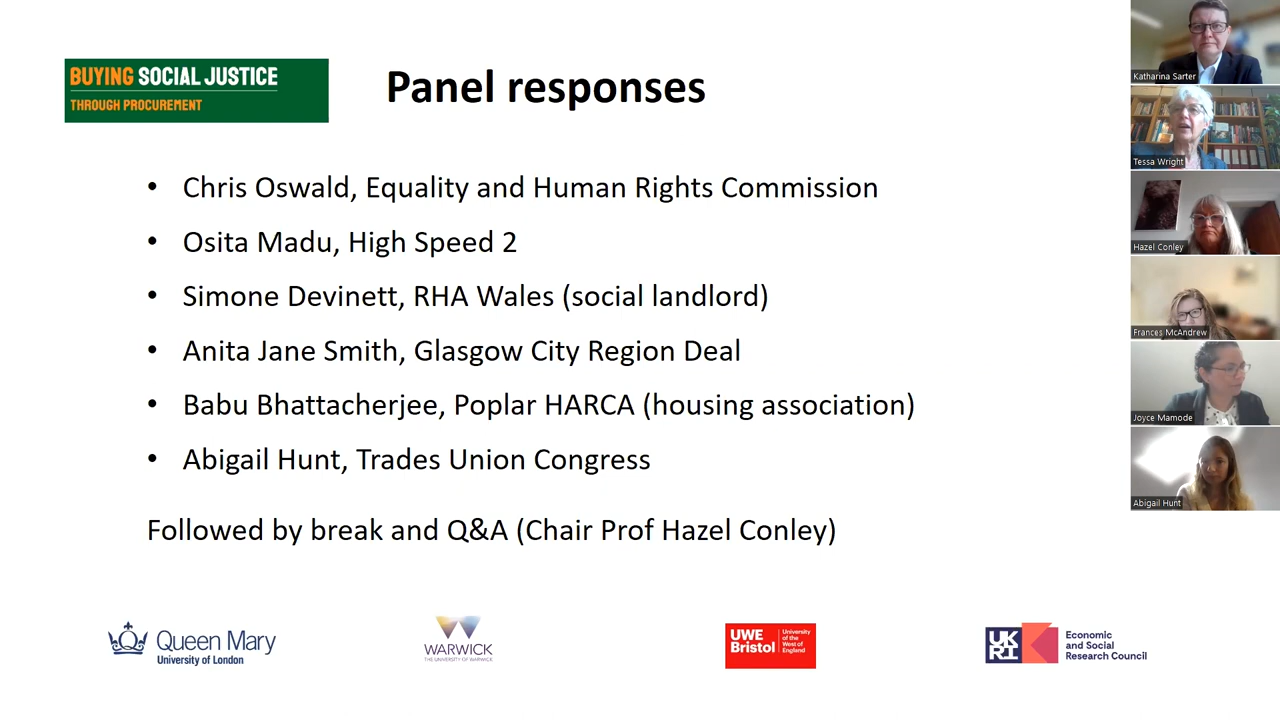 BUYING SOCIAL JUSTICE
THROUGH PROCUREMENT
Panel responses
• Chris Oswald, Equality and Human Rights Commission
• Osita Madu, High Speed 2
• Simone Devinett, RHA Wales (social landlord)
• Anita Jane Smith, Glasgow City Region Deal
• Babu Bhattacherjee, Poplar HARCA (housing association)
• Abigail Hunt, Trades Union Congress
Followed by break and Q&A (Chair Prof Hazel Conley)
Queen Mary
University of London
WARWICK
THE UNIVERSITY OF WARWICK
UWE
Bristol
University
of the
West of
England
UK
RI
Economic
and Social
Research Council
Katharina Sarter
Tessa Wright
Hazel Conley
Frances McAndrew
Joyce Mamode
Abigail Hunt